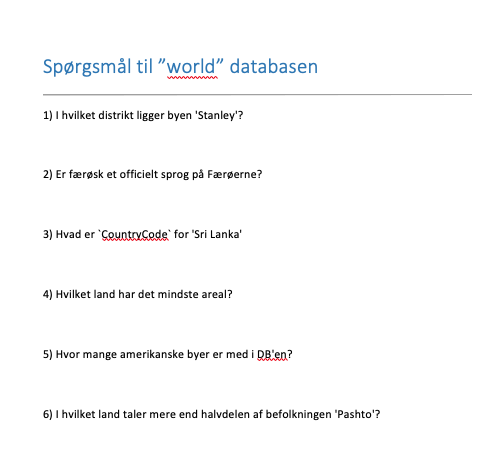 Spørgsmål til ”world” databasen
1) I hvilket distrikt ligger byen 'Stanley'?
2) Er færøsk et officielt sprog på Færøerne?
3) Hvad er `CountryCode` for 'Sri Lanka'
4) Hvilket land har det mindste areal?
5) Hvor mange amerikanske byer er med i DB'en?
6) I hvilket land taler mere end halvdelen af befolkningen 'Pashto'?